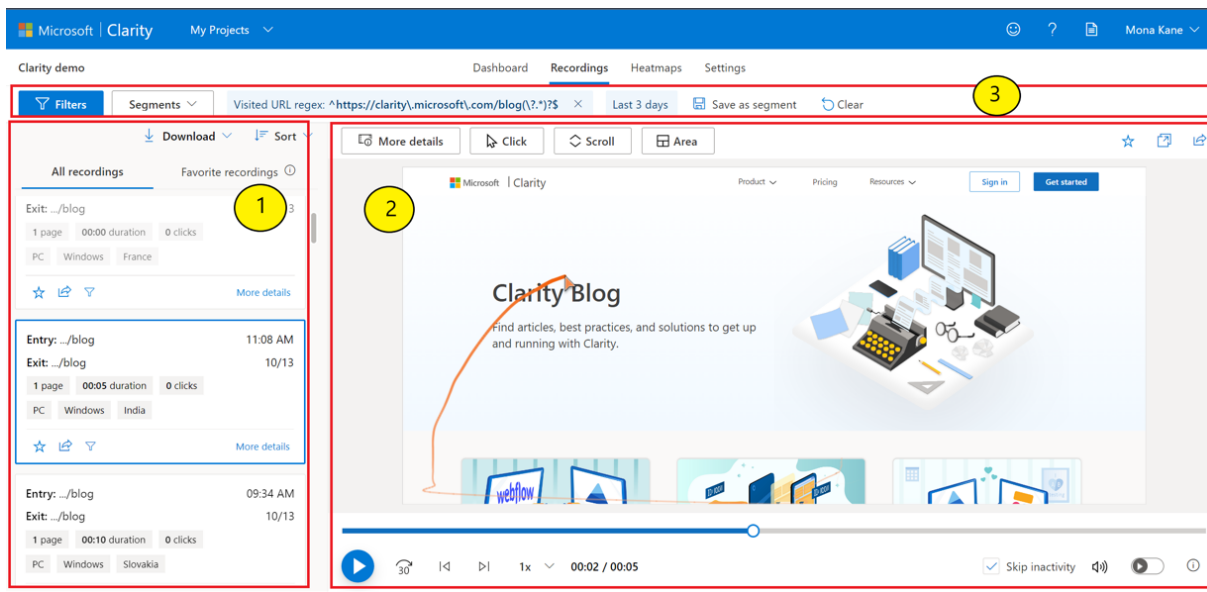 Microsoft | Clarity My Projects ? Mona Kane
Clarity demo Dashboard Recordings Heatmaps Settings
Filters Segments Visited URL regex: ^https://clarity\.microsoft\.com/blog(\?.*)?$ × Last 3 days Save as segment Clear 3
Download Sort
All recordings Favorite recordings
1
Exit: .../blog 3
1 page 00:00 duration 0 clicks
PC Windows France
More details
Entry: .../blog 11:08 AM
Exit: .../blog 10/13
1 page 00:05 duration 0 clicks
PC Windows India
More details
Entry: .../blog 09:34 AM
Exit: .../blog 10/13
1 page 00:10 duration 0 clicks
PC Windows Slovakia
More details Click Scroll Area
2
Microsoft | Clarity Product Pricing Resources Sign in Get started
Clarity Blog
Find articles, best practices, and solutions to get up
and running with Clarity.
webflow
30 1x 00:02 / 00:05 Skip inactivity